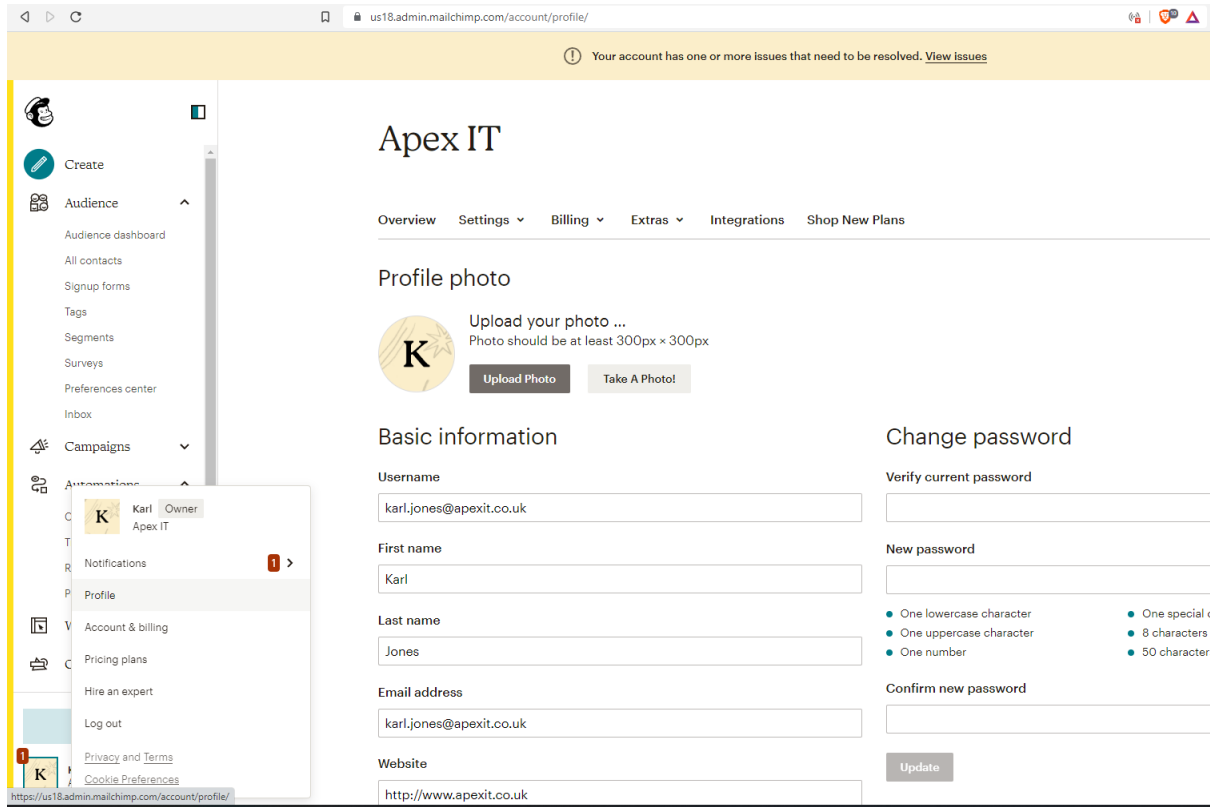 us18.admin.mailchimp.com/account/profile/
10
Your account has one or more issues that need to be resolved. View issues
Create
Audience
Audience dashboard
All contacts
Signup forms
Tags
Segments
Surveys
Preferences center
Inbox
Campaigns
Automations
K
Karl Owner
Apex IT
Notifications 1
Profile
Account & billing
Pricing plans
Hire an expert
Log out
Privacy and Terms
Cookie Preferences
1
K
https://us18.admin.mailchimp.com/account/profile/
Apex IT
Overview Settings Billing Extras Integrations Shop New Plans
Profile photo
K
Upload your photo ...
Photo should be at least 300px × 300px
Upload Photo Take A Photo!
Basic information
Username
karl.jones@apexit.co.uk
First name
Karl
Last name
Jones
Email address
karl.jones@apexit.co.uk
Website
http://www.apexit.co.uk
Change password
Verify current password
New password
One lowercase character
One uppercase character
One number
One special
8 characters
50 character
Confirm new password
Update